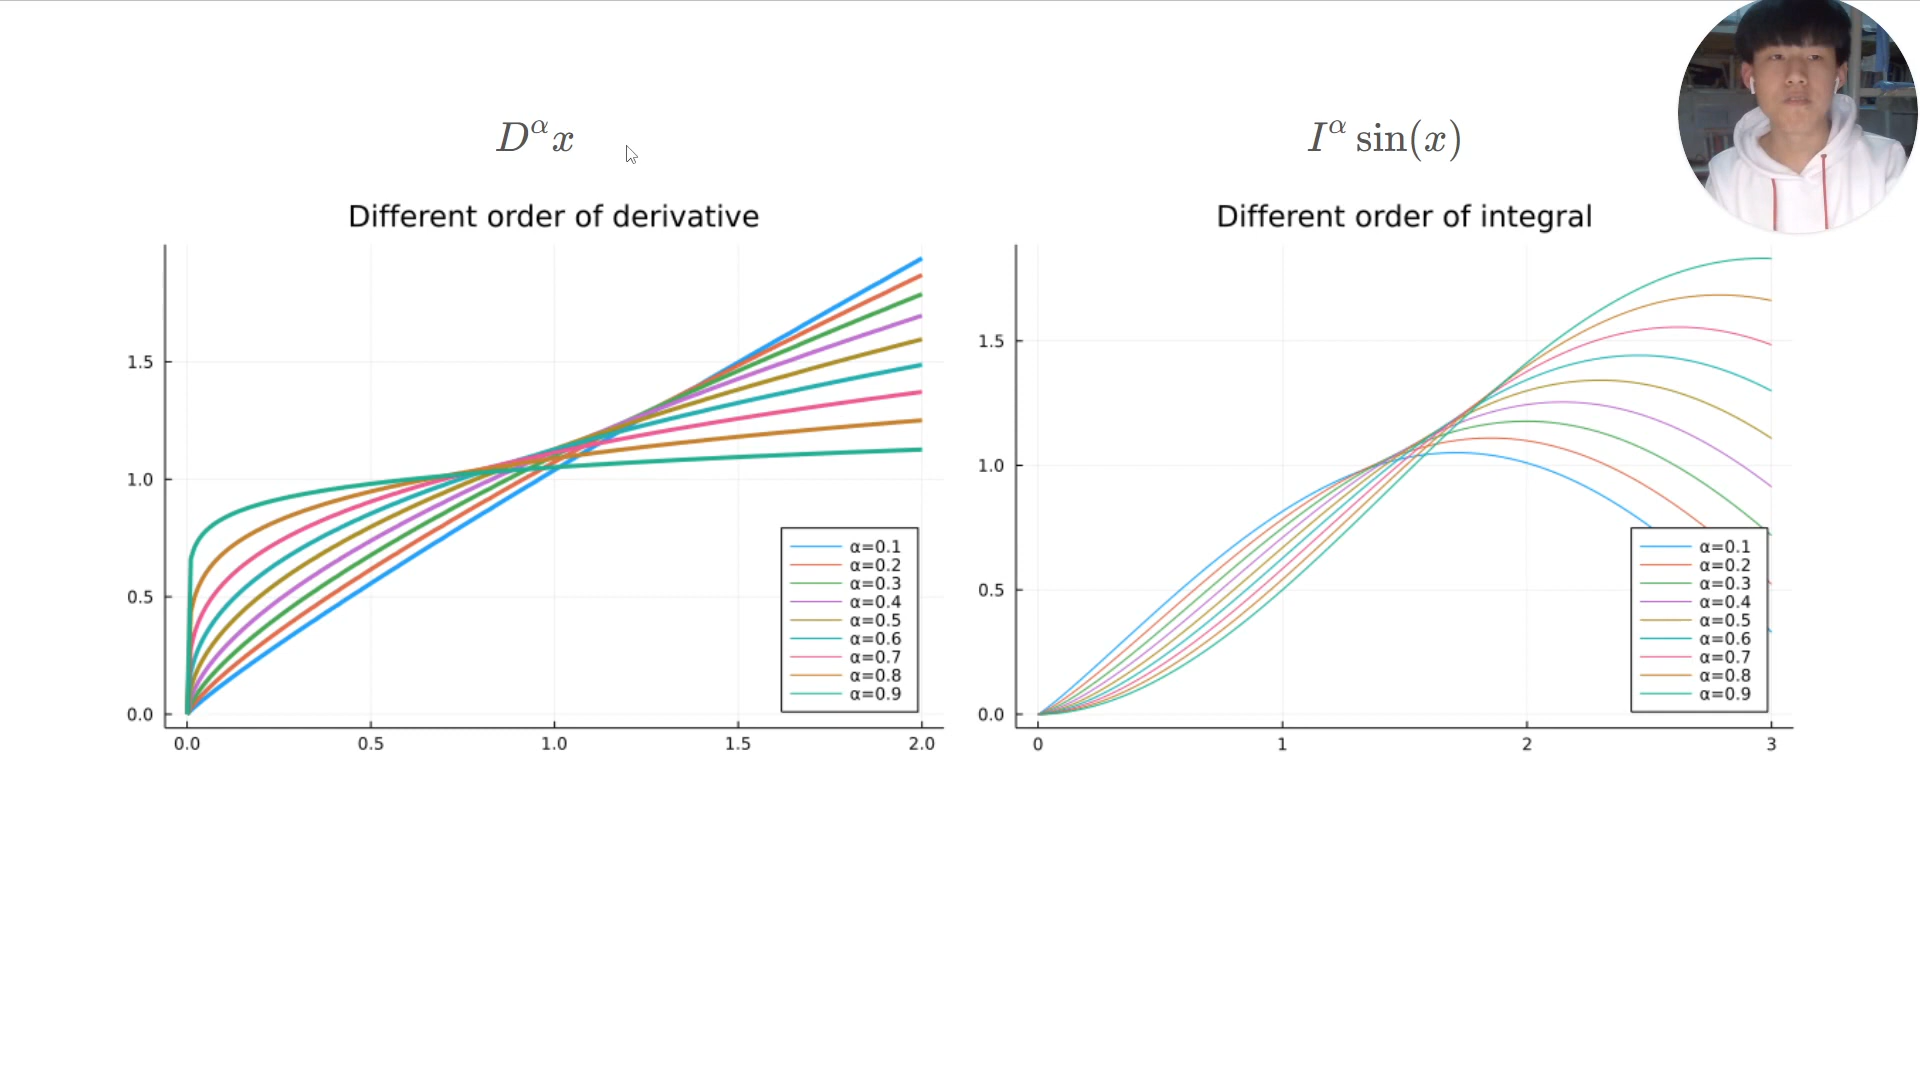 D^α x
I^α sin(x)
Different order of derivative
1.5
1.0
0.5
0.0
0.0 0.5 1.0 1.5 2.0
α=0.1
α=0.2
α=0.3
α=0.4
α=0.5
α=0.6
α=0.7
α=0.8
α=0.9
Different order of integral
1.5
1.0
0.5
0.0
0 1 2 3
α=0.1
α=0.2
α=0.3
α=0.4
α=0.5
α=0.6
α=0.7
α=0.8
α=0.9